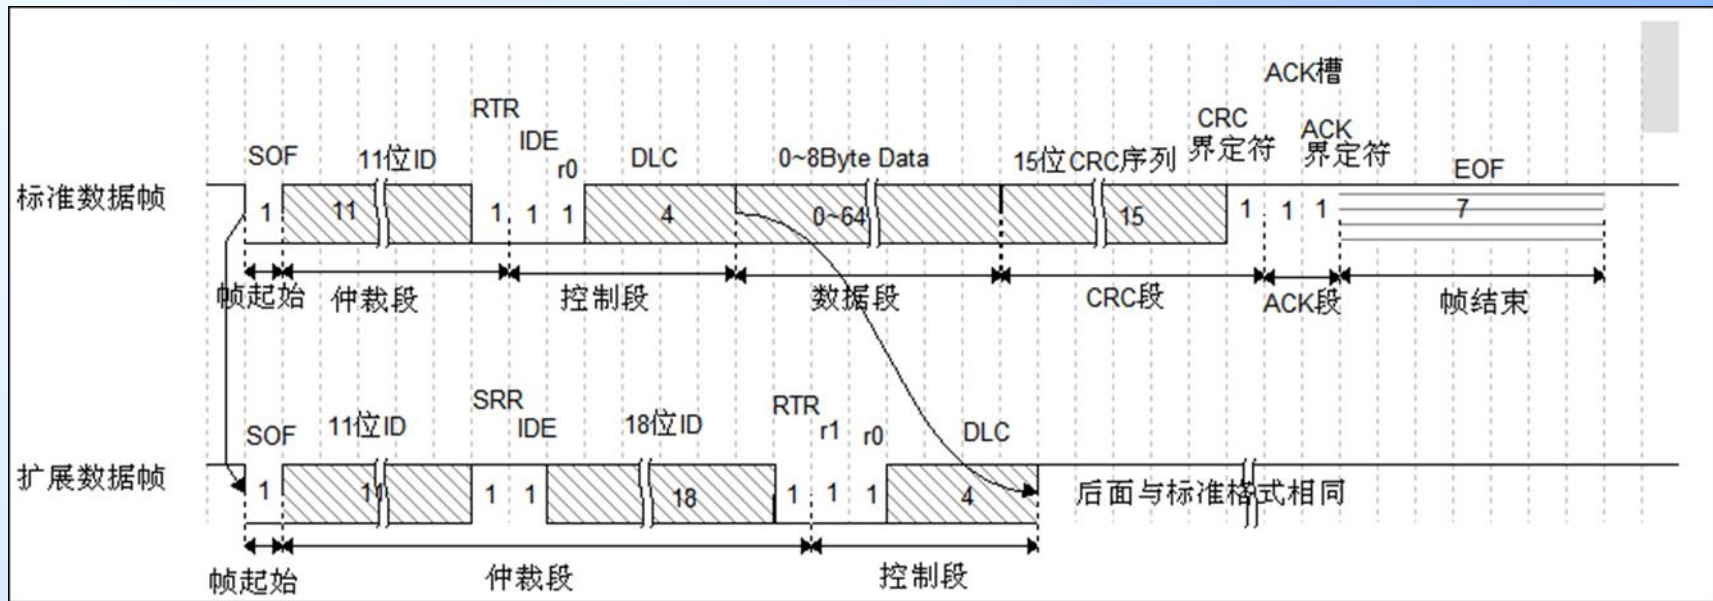 ACK槽
RTR
CRC
界定符
ACK
界定符
IDE
SOF
11位ID
r0
DLC
0~8Byte Data
15位CRC序列
EOF
标准数据帧
1
11
1
1
1
4
0~64
15
1
1
1
7
帧起始
仲裁段
控制段
数据段
CRC段
ACK段
帧结束
SRR
RTR
SOF
11位ID
IDE
18位ID
r1
r0
DLC
扩展数据帧
1
11
1
1
18
1
1
1
4
后面与标准格式相同
帧起始
仲裁段
控制段